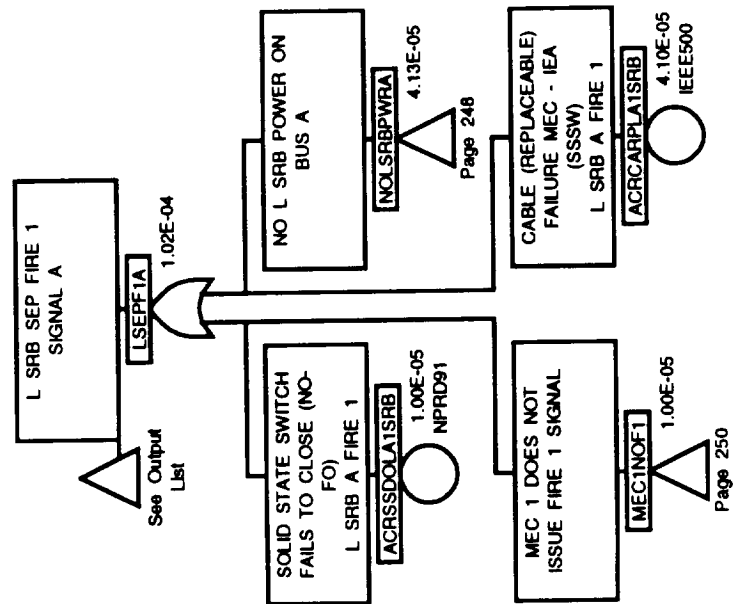 L SRB SEP FIRE 1
SIGNAL A
LSEPF1A
1.02E-04
See Output
List
SOLID STATE SWITCH
FAILS TO CLOSE (NO-
FO)
L SRB A FIRE 1
ACRSSDOLA1SRB
1.00E-05
NPRD91
NO L SRB POWER ON
BUS A
NOLSRBPWRA
4.13E-05
Page 248
MEC 1 DOES NOT
ISSUE FIRE 1 SIGNAL
MEC1NOF1
1.00E-05
Page 250
CABLE (REPLACEABLE)
FAILURE MEC - IEA
(SSSW)
L SRB A FIRE 1
ACRCARPLA1SRB
4.10E-05
IEEE500